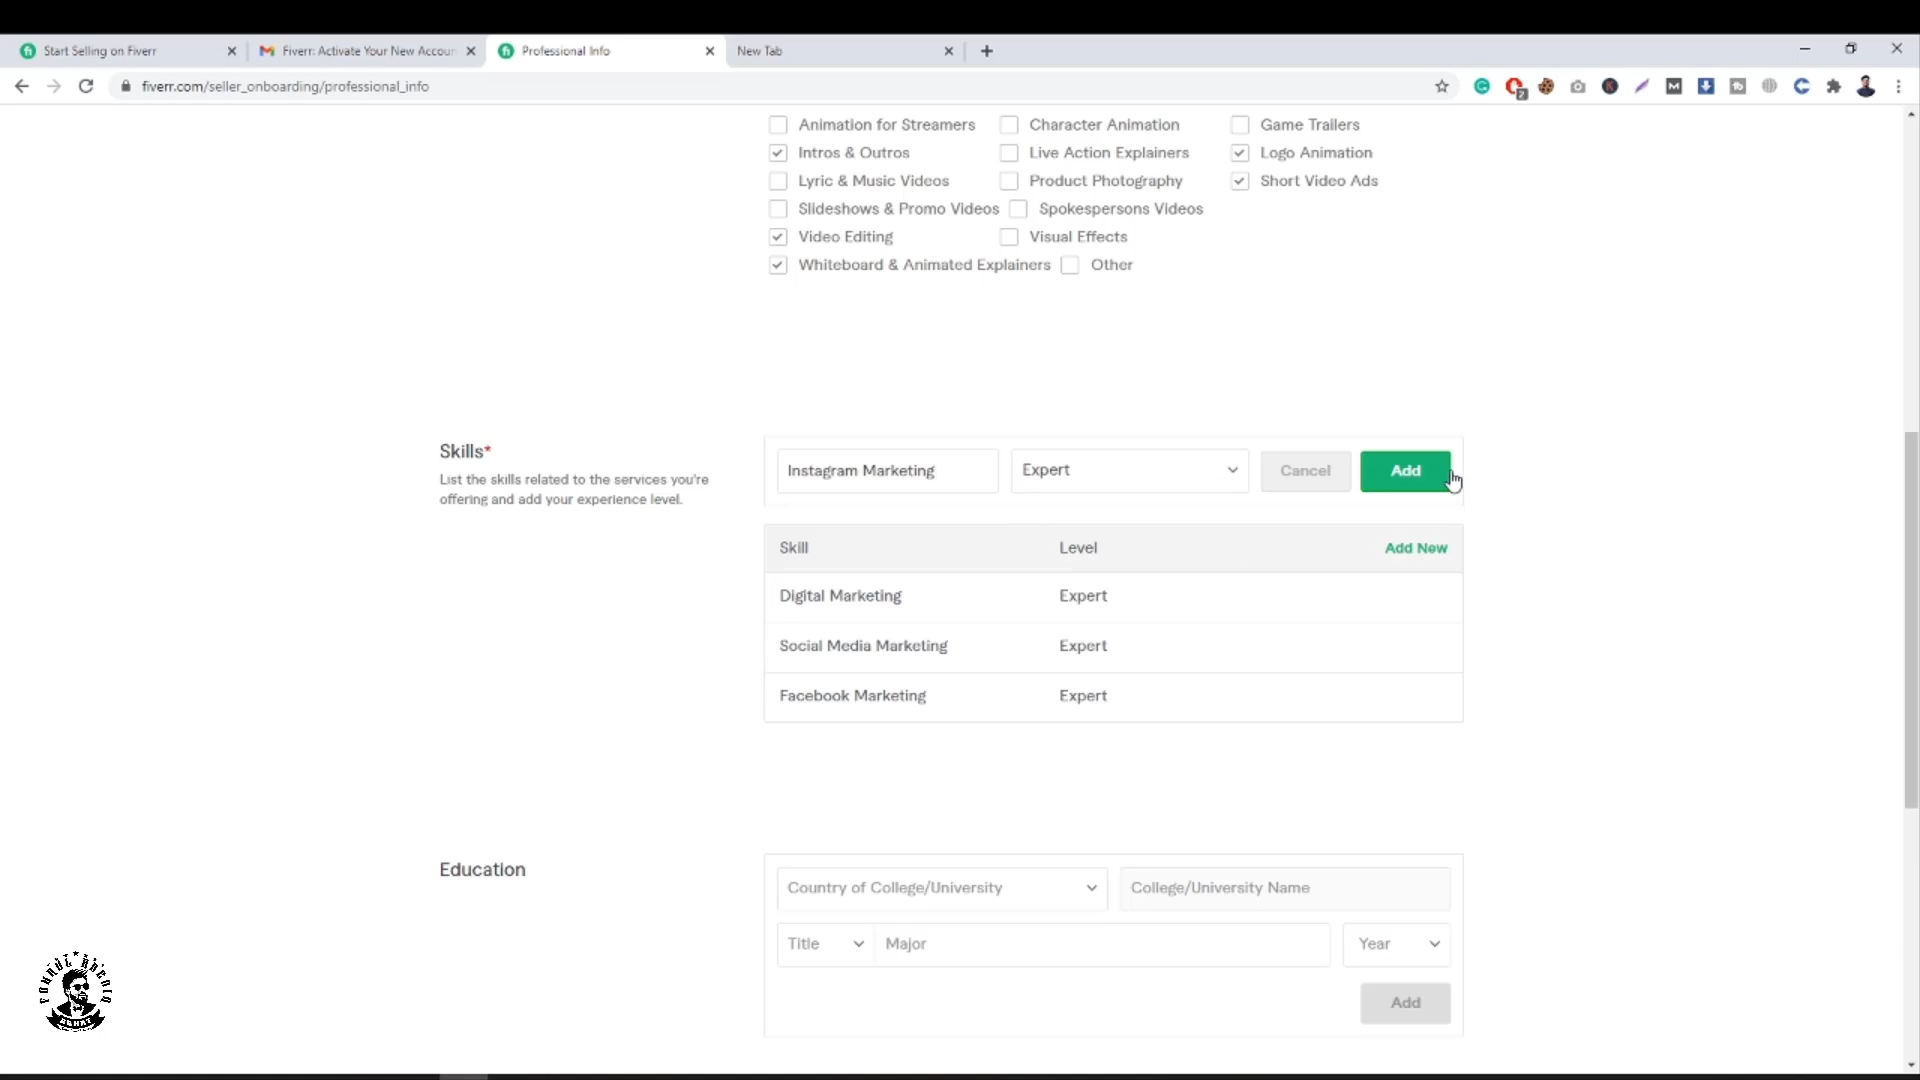 Start Selling on Fiverr
Fiverr: Activate Your New Accoun
Professional Info
New Tab
fiverr.com/seller_onboarding/professional_info
2
Animation for Streamers Character Animation Game Trailers
Intros & Outros Live Action Explainers Logo Animation
Lyric & Music Videos Product Photography Short Video Ads
Slideshows & Promo Videos Spokespersons Videos
Video Editing Visual Effects
Whiteboard & Animated Explainers Other
Skills*
List the skills related to the services you're
offering and add your experience level.
Instagram Marketing Expert Cancel Add
Skill Level Add New
Digital Marketing Expert
Social Media Marketing Expert
Facebook Marketing Expert
Education
Country of College/University College/University Name
Title Major Year
Add